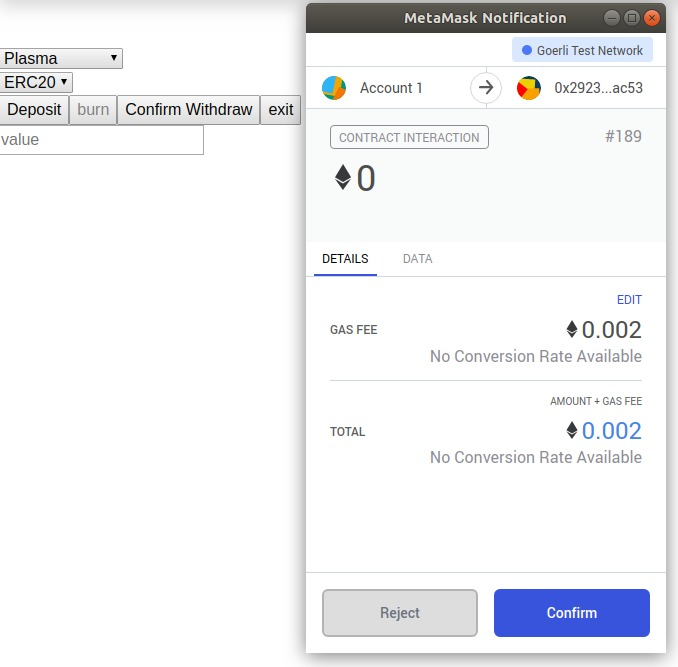 MetaMask Notification
Goerli Test Network
Plasma
ERC20
Account 1
0x2923...ac53
Deposit burn Confirm Withdraw exit
value
CONTRACT INTERACTION
#189
0
DETAILS
DATA
EDIT
GAS FEE
0.002
No Conversion Rate Available
AMOUNT + GAS FEE
TOTAL
0.002
No Conversion Rate Available
Reject
Confirm